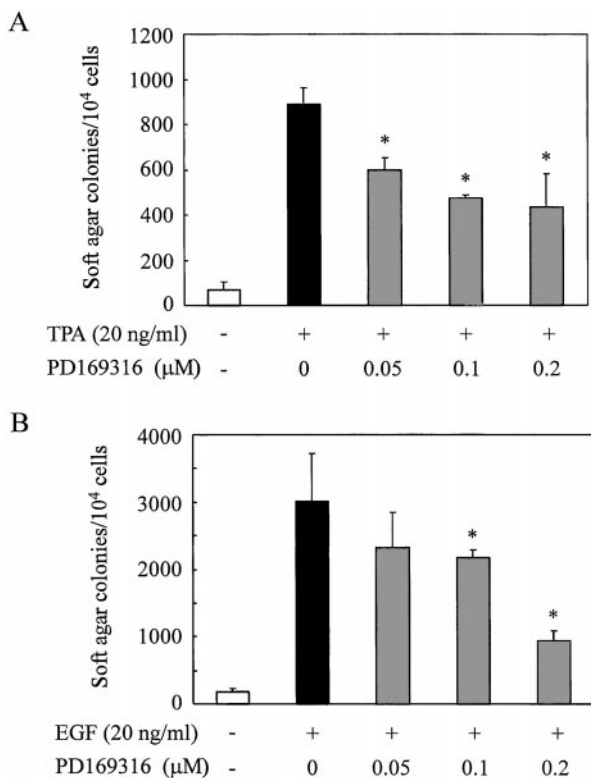 A
Soft agar colonies/10⁴ cells
1200
1000
800
600
400
200
0
* * *
TPA (20 ng/ml) - + + + +
PD169316 (μM) - 0 0.05 0.1 0.2
B
Soft agar colonies/10⁴ cells
4000
3000
2000
1000
0
* *
EGF (20 ng/ml) - + + + +
PD169316 (μM) - 0 0.05 0.1 0.2